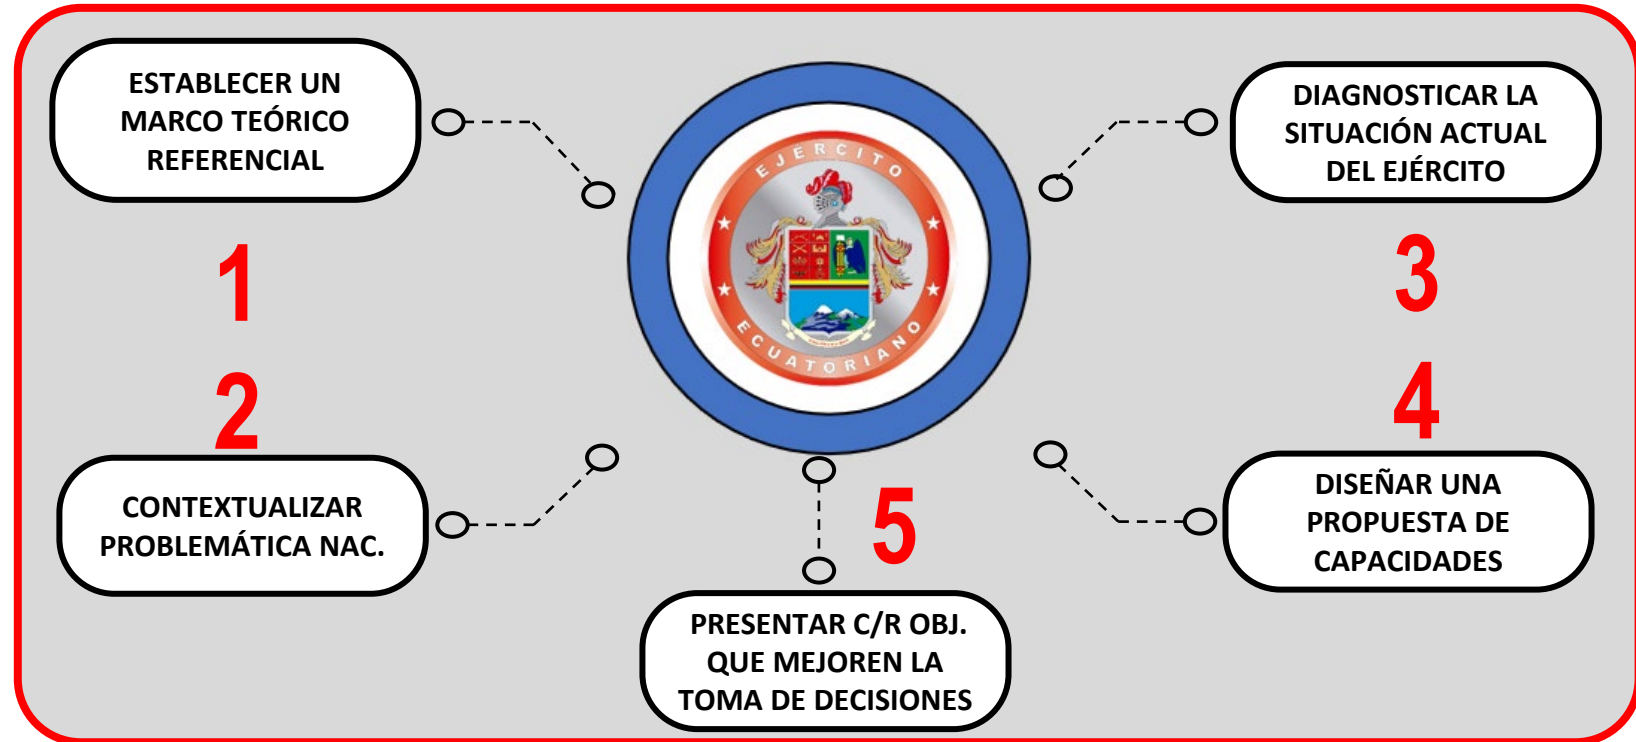 ESTABLECER UN
MARCO TEÓRICO
REFERENCIAL
1
2
CONTEXTUALIZAR
PROBLEMÁTICA NAC.
EJÉRCITO
ECUATORIANO
DIAGNOSTICAR LA
SITUACIÓN ACTUAL
DEL EJÉRCITO
3
4
DISEÑAR UNA
PROPUESTA DE
CAPACIDADES
5
PRESENTAR C/R OBJ.
QUE MEJOREN LA
TOMA DE DECISIONES